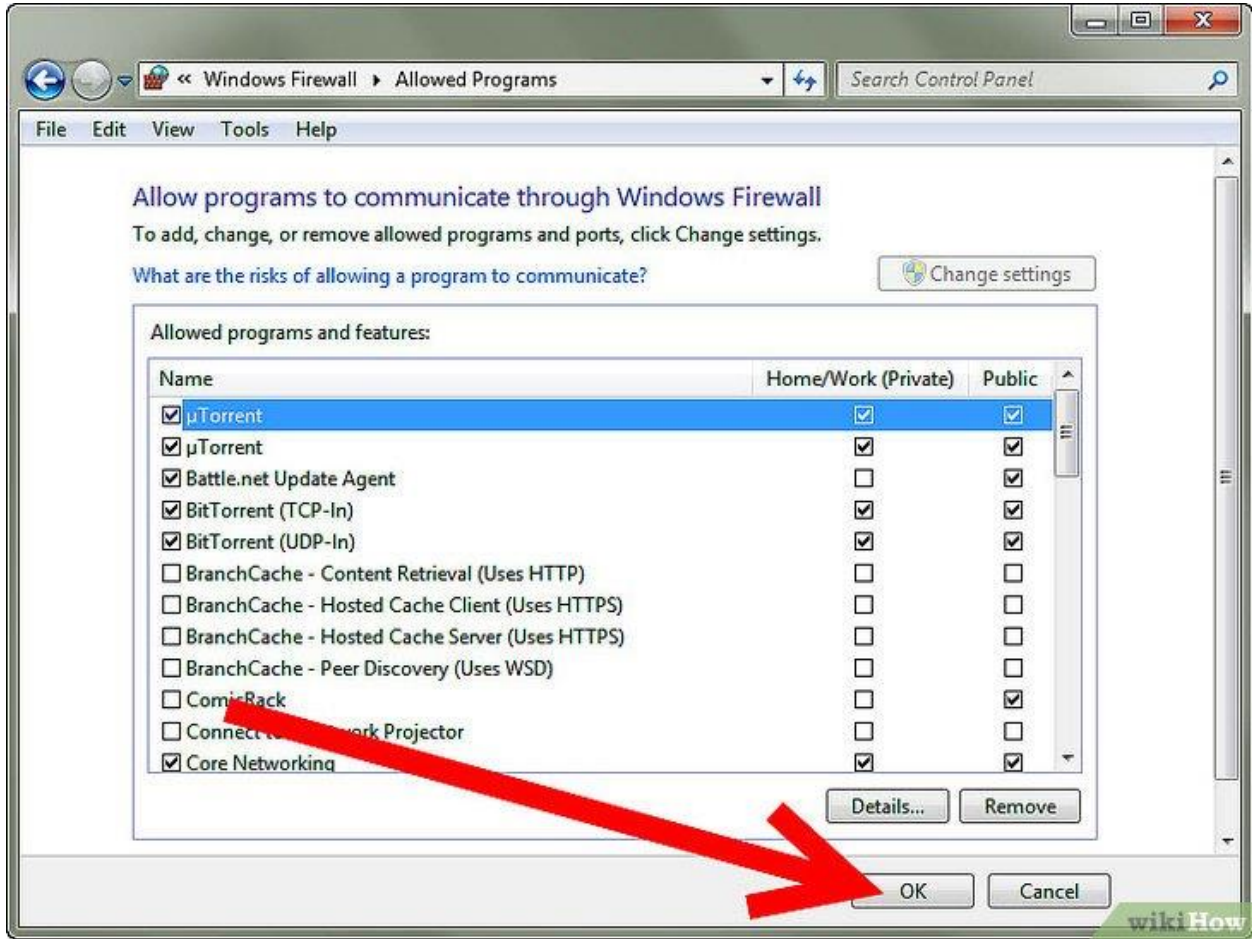 « Windows Firewall ▸ Allowed Programs
Search Control Panel
File Edit View Tools Help
Allow programs to communicate through Windows Firewall
To add, change, or remove allowed programs and ports, click Change settings.
What are the risks of allowing a program to communicate?
Change settings
Allowed programs and features:
Name Home/Work (Private) Public
µTorrent
µTorrent
Battle.net Update Agent
BitTorrent (TCP-In)
BitTorrent (UDP-In)
BranchCache - Content Retrieval (Uses HTTP)
BranchCache - Hosted Cache Client (Uses HTTPS)
BranchCache - Hosted Cache Server (Uses HTTPS)
BranchCache - Peer Discovery (Uses WSD)
ComicRack
Connect Projector
Core Networking
Details... Remove
OK Cancel
wikiHow